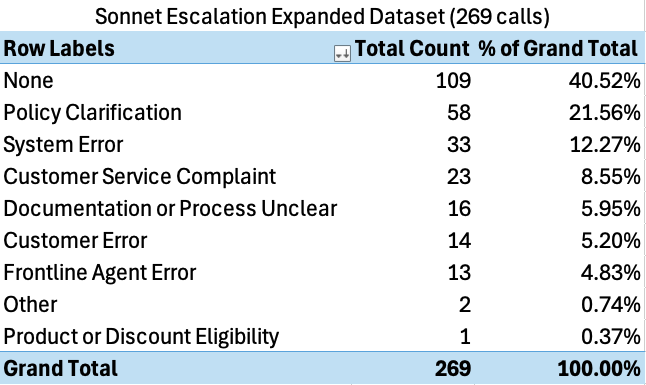 Sonnet Escalation Expanded Dataset (269 calls)
Row Labels Total Count % of Grand Total
None 109 40.52%
Policy Clarification 58 21.56%
System Error 33 12.27%
Customer Service Complaint 23 8.55%
Documentation or Process Unclear 16 5.95%
Customer Error 14 5.20%
Frontline Agent Error 13 4.83%
Other 2 0.74%
Product or Discount Eligibility 1 0.37%
Grand Total 269 100.00%